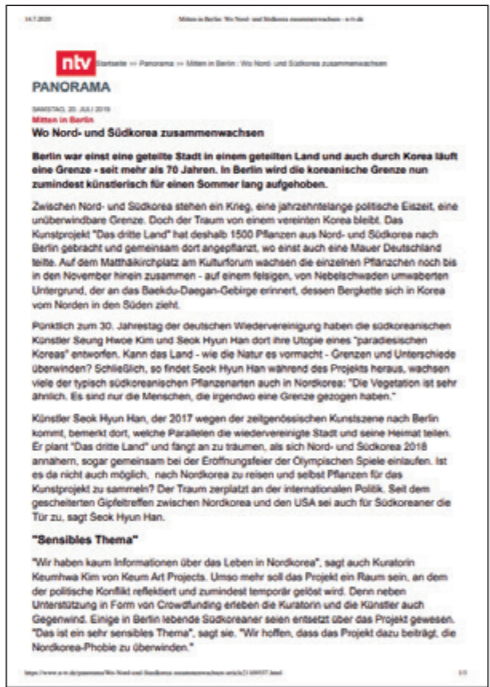 14.7.2020 Mitten in Berlin: Wo Nord- und Südkorea zusammenwachsen - n-tv.de
ntv Startseite >> Panorama >> Mitten in Berlin : Wo Nord- und Südkorea zusammenwachsen
PANORAMA
SAMSTAG, 20. JULI 2019
Mitten in Berlin
Wo Nord- und Südkorea zusammenwachsen
Berlin war einst eine geteilte Stadt in einem geteilten Land und auch durch Korea läuft
eine Grenze - seit mehr als 70 Jahren. In Berlin wird die koreanische Grenze nun
zumindest künstlerisch für einen Sommer lang aufgehoben.
Zwischen Nord- und Südkorea stehen ein Krieg, eine jahrzehntelange politische Eiszeit, eine
unüberwindbare Grenze. Doch der Traum von einem vereinten Korea bleibt. Das
Kunstprojekt "Das dritte Land" hat deshalb 1500 Pflanzen aus Nord- und Südkorea nach
Berlin gebracht und gemeinsam dort angepflanzt, wo einst auch eine Mauer Deutschland
teilte. Auf dem Matthäikirchplatz am Kulturforum wachsen die einzelnen Pflänzchen noch bis
in den November hinein zusammen - auf einem felsigen, von Nebelschwaden umwaberten
Untergrund, der an das Baekdu-Daegan-Gebirge erinnert, dessen Bergkette sich in Korea
vom Norden in den Süden zieht.
Pünktlich zum 30. Jahrestag der deutschen Wiedervereinigung haben die südkoreanischen
Künstler Seung Hwoe Kim und Seok Hyun Han dort ihre Utopie eines "paradiesischen
Koreas" entworfen. Kann das Land - wie die Natur es vormacht - Grenzen und Unterschiede
überwinden? Schließlich, so findet Seok Hyun Han während des Projekts heraus, wachsen
viele der typisch südkoreanischen Pflanzenarten auch in Nordkorea: "Die Vegetation ist sehr
ähnlich. Es sind nur die Menschen, die irgendwo eine Grenze gezogen haben."
Künstler Seok Hyun Han, der 2017 wegen der zeitgenössischen Kunstszene nach Berlin
kommt, bemerkt dort, welche Parallelen die wiedervereinigte Stadt und seine Heimat teilen.
Er plant "Das dritte Land" und fängt an zu träumen, als sich Nord- und Südkorea 2018
annähern, sogar gemeinsam bei der Eröffnungsfeier der Olympischen Spiele einlaufen. Ist
es da nicht auch möglich, nach Nordkorea zu reisen und selbst Pflanzen für das
Kunstprojekt zu sammeln? Der Traum zerplatzt an der internationalen Politik. Seit dem
gescheiterten Gipfeltreffen zwischen Nordkorea und den USA sei auch für Südkoreaner die
Tür zu, sagt Seok Hyun Han.
"Sensibles Thema"
"Wir haben kaum Informationen über das Leben in Nordkorea", sagt auch Kuratorin
Keumhwa Kim von Keum Art Projects. Umso mehr soll das Projekt ein Raum sein, an dem
der politische Konflikt reflektiert und zumindest temporär gelöst wird. Denn neben
Unterstützung in Form von Crowdfunding erleben die Kuratorin und die Künstler auch
Gegenwind. Einige in Berlin lebende Südkoreaner seien entsetzt über das Projekt gewesen.
"Das ist ein sehr sensibles Thema", sagt sie. "Wir hoffen, dass das Projekt dazu beiträgt, die
Nordkorea-Phobie zu überwinden."
1/3